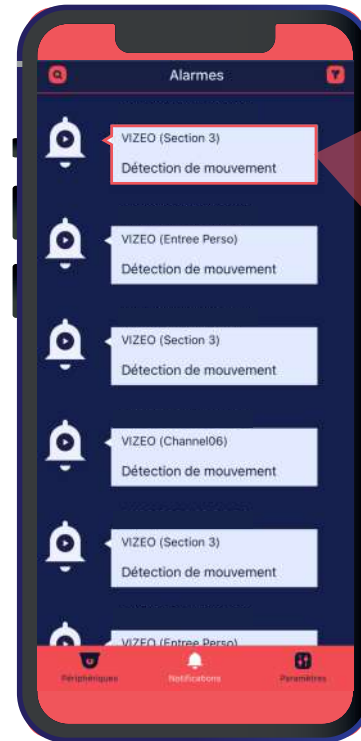 Alarmes
VIZEO (Section 3)
Détection de mouvement
VIZEO (Entree Perso)
Détection de mouvement
VIZEO (Section 3)
Détection de mouvement
VIZEO (Channel06)
Détection de mouvement
VIZEO (Section 3)
Détection de mouvement
VIZEO (Entree Perso)
Périphériques Notifications Paramètres